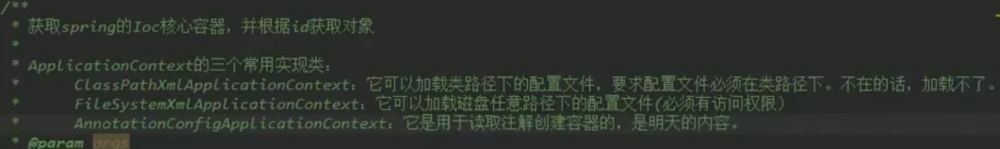 /**
 * 获取spring的Ioc核心容器，并根据id获取对象
 *
 * ApplicationContext的三个常用实现类：
 *      ClassPathXmlApplicationContext：它可以加载类路径下的配置文件，要求配置文件必须在类路径下。不在的话，加载不了。
 *      FileSystemXmlApplicationContext：它可以加载磁盘任意路径下的配置文件(必须有访问权限）
 *      AnnotationConfigApplicationContext：它是用于读取注解创建容器的，是明天的内容。
 * @param args